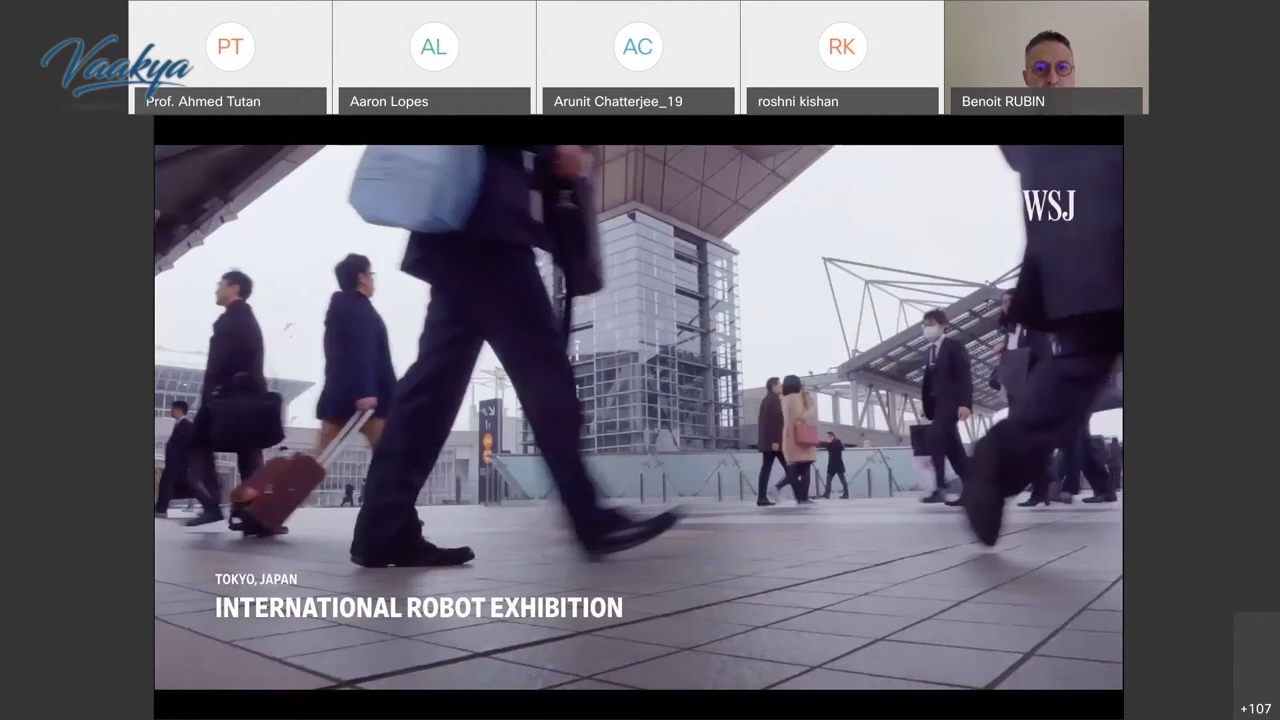 Vaakya
PT
AL
AC
RK
Prof. Ahmed Tutan
Aaron Lopes
Arunit Chatterjee_19
roshni kishan
Benoit RUBIN
WSJ
TOKYO, JAPAN
INTERNATIONAL ROBOT EXHIBITION
+107